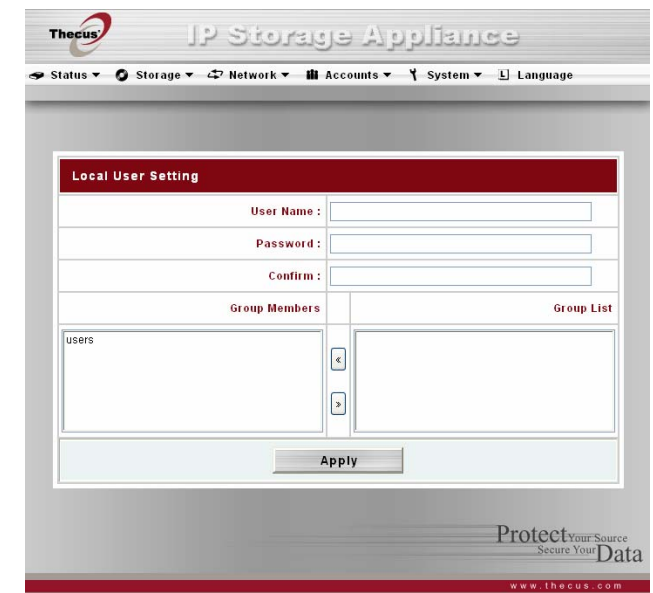 Thecus
IP Storage Appliance
Status Storage Network Accounts System L Language
Local User Setting
User Name :
Password :
Confirm :
Group Members Group List
users
«
»
Apply
Protect Your Source
Secure Your Data
www.thecus.com